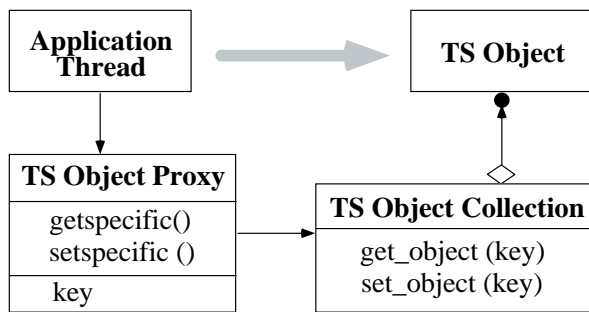 Application
Thread
TS Object
TS Object Proxy
getspecific()
setspecific ()
key
TS Object Collection
get_object (key)
set_object (key)